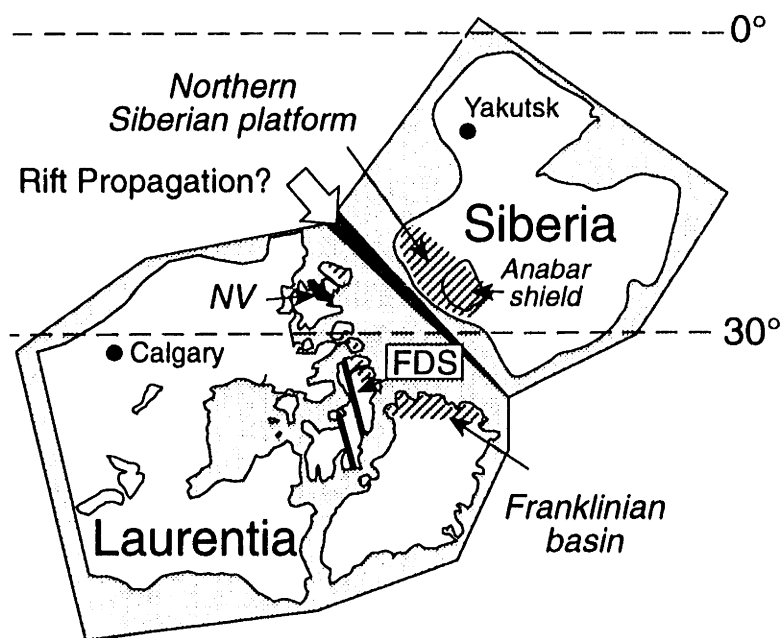 0°
Northern
Siberian platform
Yakutsk
Rift Propagation?
Siberia
Anabar
shield
NV
30°
Calgary
FDS
Laurentia
Franklinian
basin